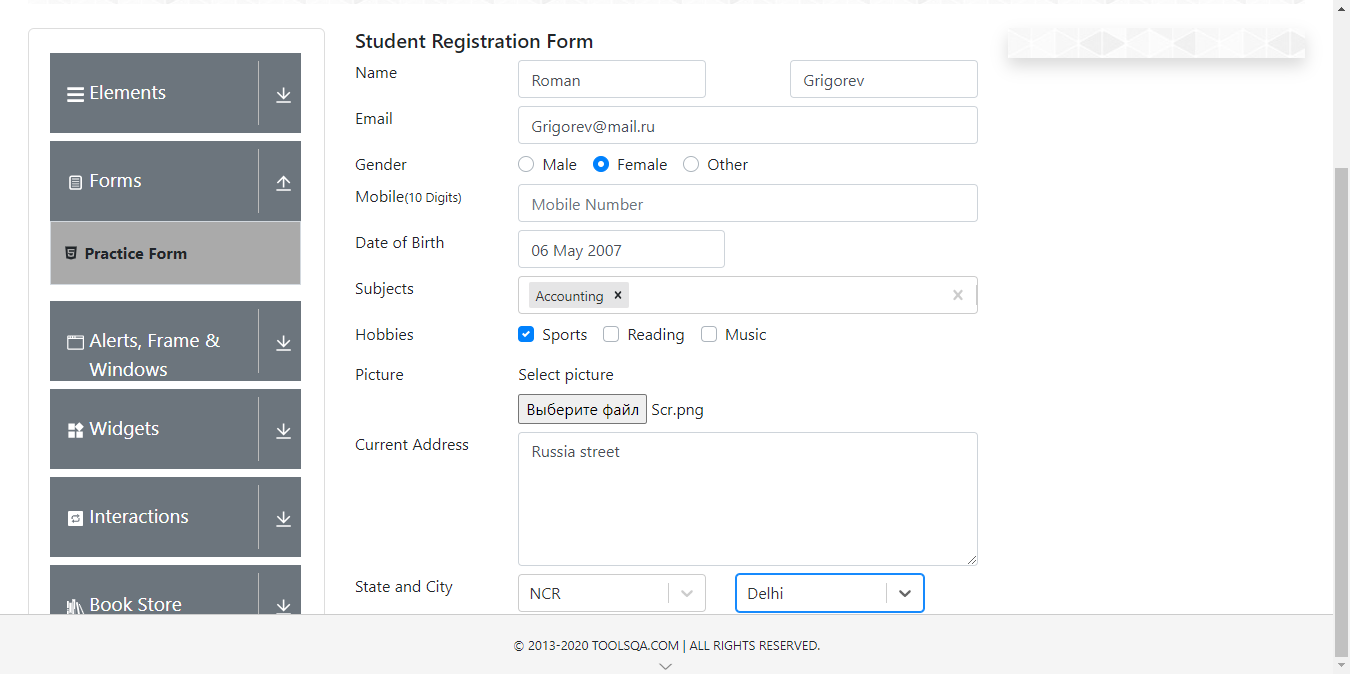 Elements
Forms
Practice Form
Alerts, Frame &
Windows
Widgets
Interactions
Book Store
Student Registration Form
Name
Roman
Grigorev
Email
Grigorev@mail.ru
Gender
Male
Female
Other
Mobile(10 Digits)
Mobile Number
Date of Birth
06 May 2007
Subjects
Accounting
Hobbies
Sports
Reading
Music
Picture
Select picture
Выберите файл Scr.png
Current Address
Russia street
State and City
NCR
Delhi
© 2013-2020 TOOLSQA.COM | ALL RIGHTS RESERVED.